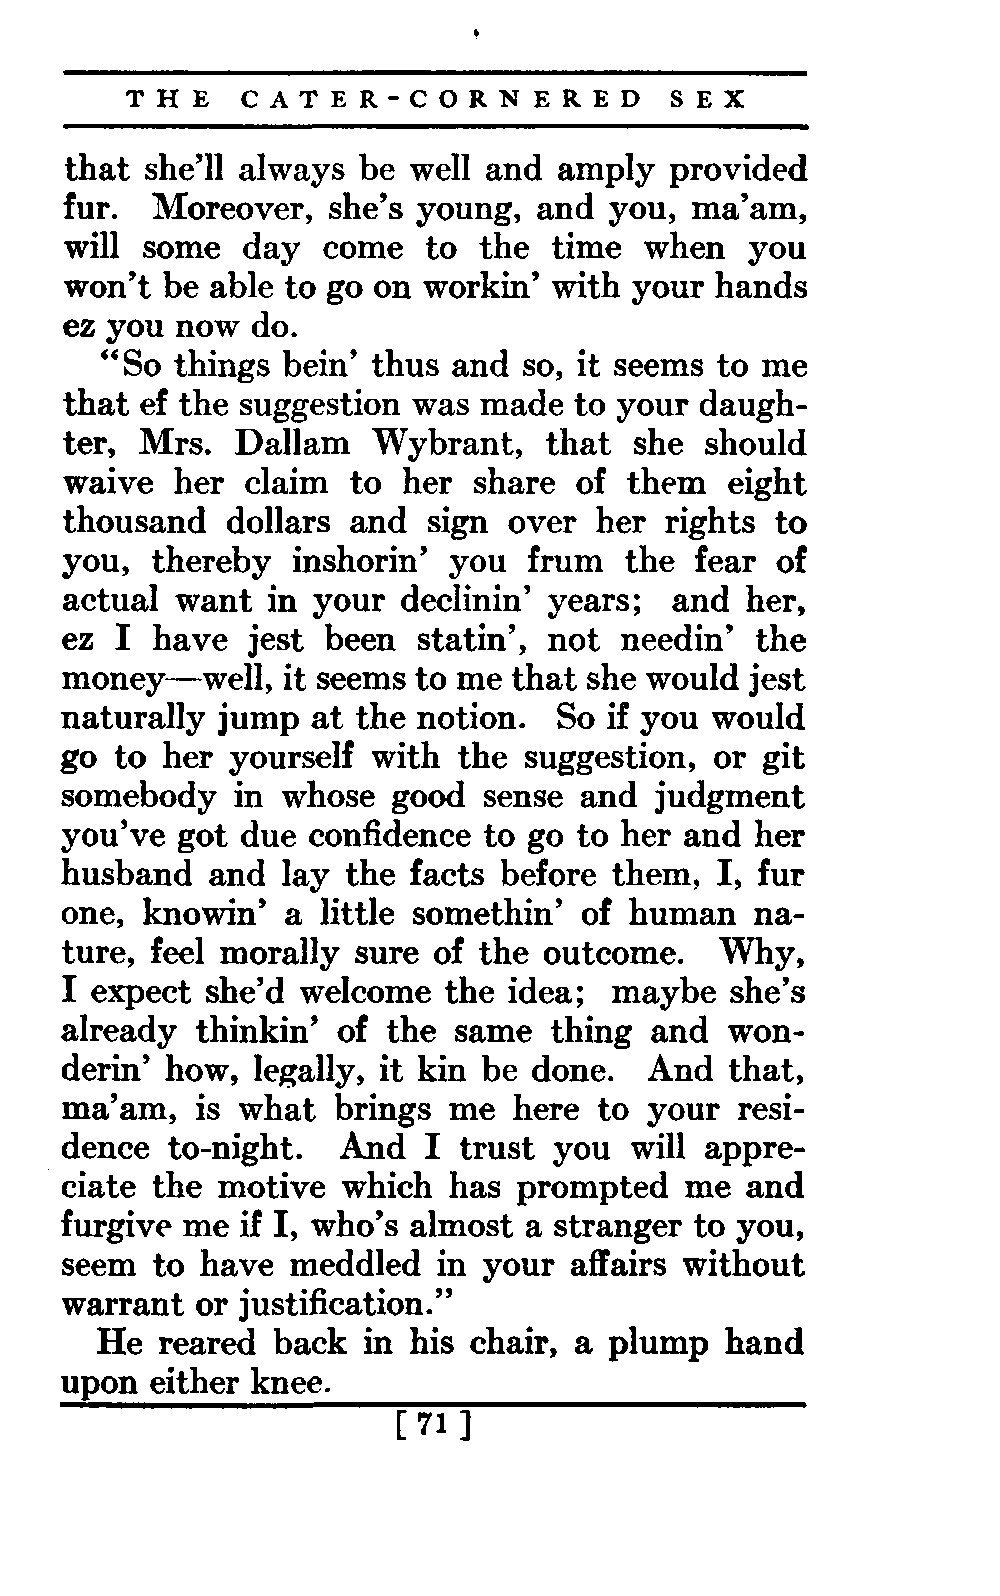 THE CATER-CORNERED SEX
that she'll always be well and amply provided
fur. Moreover, she's young, and you, ma'am,
will some day come to the time when you
won't be able to go on workin' with your hands
ez you now do.
"So things bein' thus and so, it seems to me
that ef the suggestion was made to your daugh-
ter, Mrs. Dallam Wybrant, that she should
waive her claim to her share of them eight
thousand dollars and sign over her rights to
you, thereby inshorin' you frum the fear of
actual want in your declinin' years; and her,
ez I have jest been statin', not needin' the
money—well, it seems to me that she would jest
naturally jump at the notion. So if you would
go to her yourself with the suggestion, or git
somebody in whose good sense and judgment
you've got due confidence to go to her and her
husband and lay the facts before them, I, fur
one, knowin' a little somethin' of human na-
ture, feel morally sure of the outcome. Why,
I expect she'd welcome the idea; maybe she's
already thinkin' of the same thing and won-
derin' how, legally, it kin be done. And that,
ma'am, is what brings me here to your resi-
dence to-night. And I trust you will appre-
ciate the motive which has prompted me and
furgive me if I, who's almost a stranger to you,
seem to have meddled in your affairs without
warrant or justification."
He reared back in his chair, a plump hand
upon either knee.
[ 71 ]